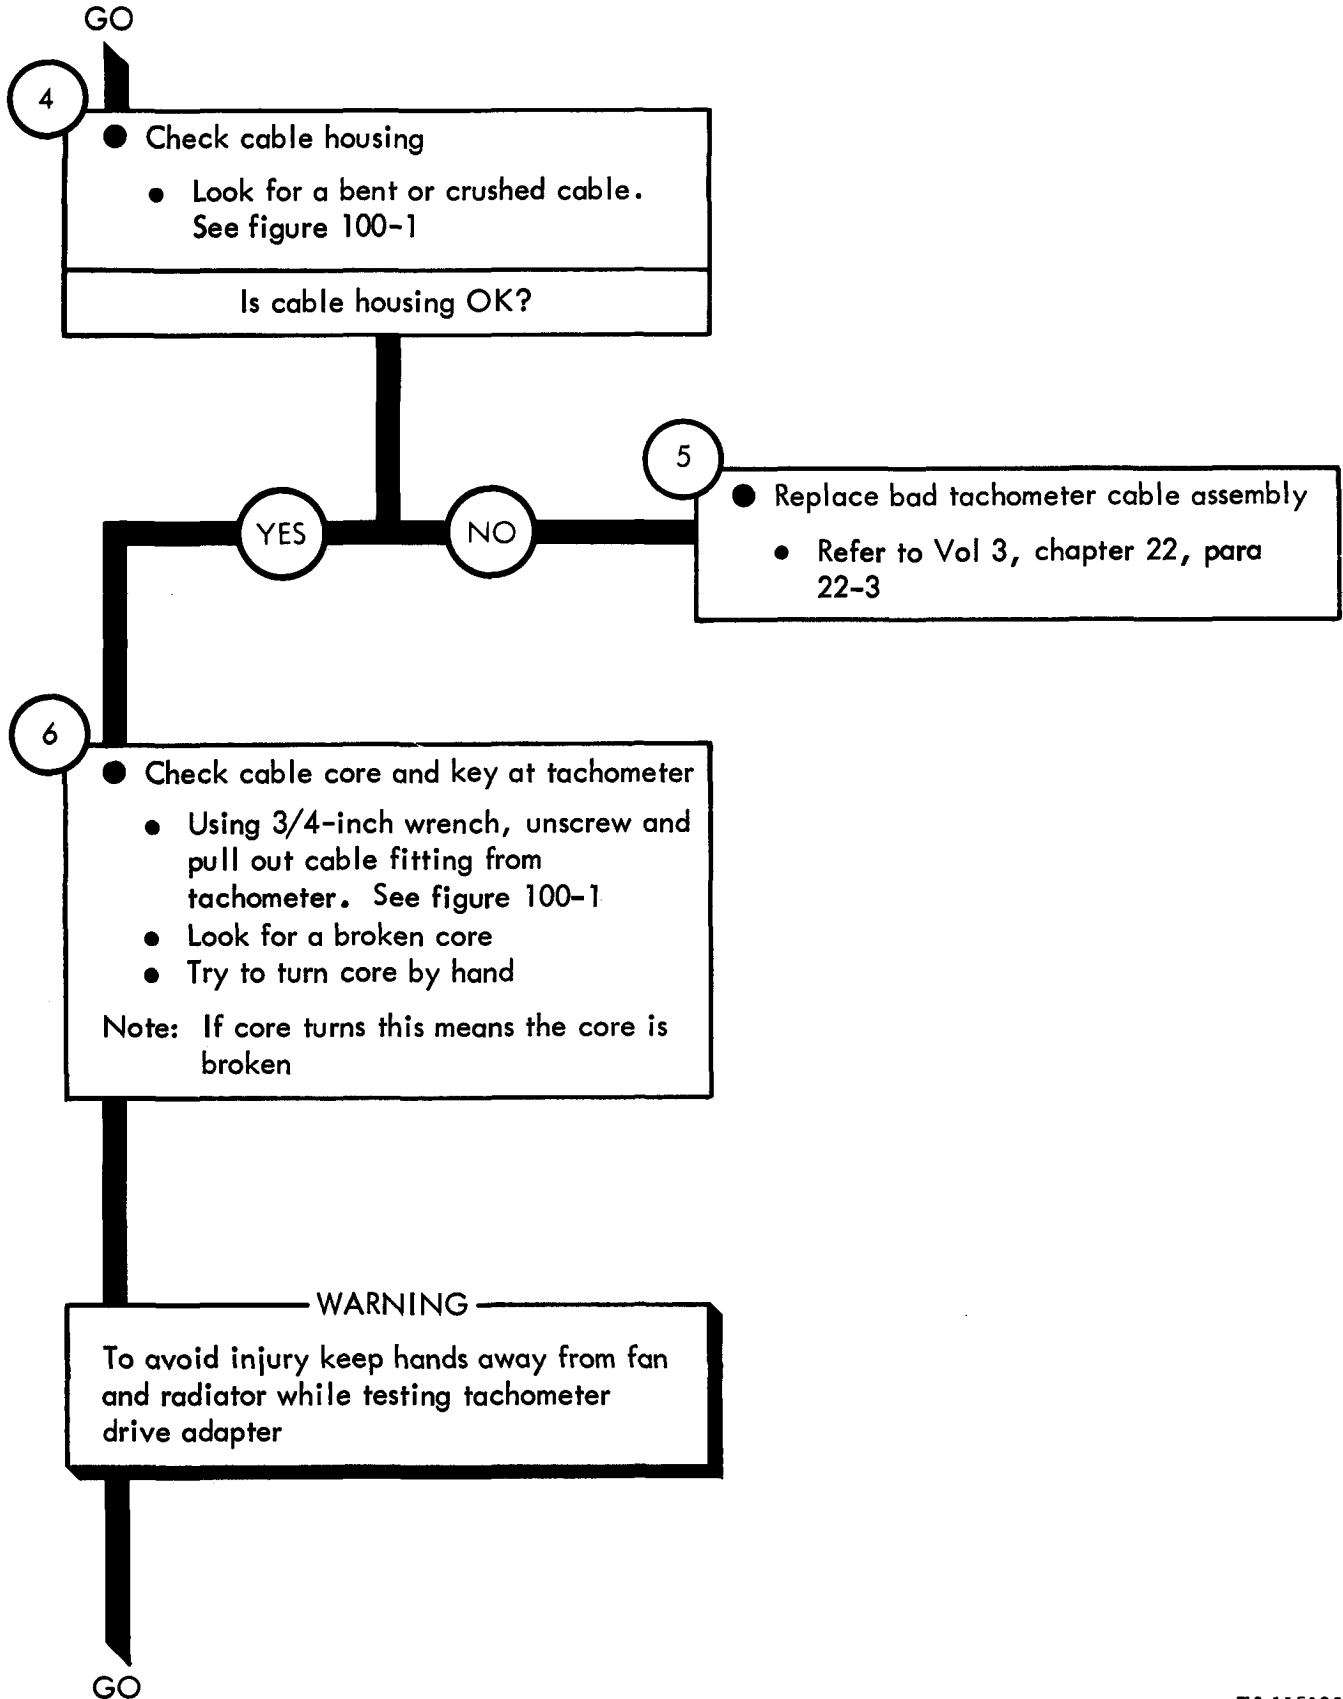 GO
4
● Check cable housing
● Look for a bent or crushed cable.
See figure 100-1
Is cable housing OK?
YES
NO
5
● Replace bad tachometer cable assembly
● Refer to Vol 3, chapter 22, para
22-3
6
● Check cable core and key at tachometer
● Using 3/4-inch wrench, unscrew and
pull out cable fitting from
tachometer. See figure 100-1
● Look for a broken core
● Try to turn core by hand
Note: If core turns this means the core is
broken
WARNING
To avoid injury keep hands away from fan
and radiator while testing tachometer
drive adapter
GO